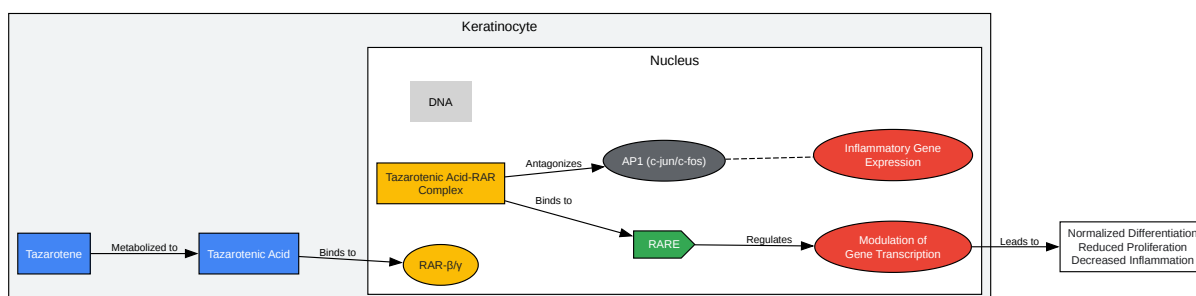 Keratinocyte
Nucleus
DNA
AP1 (c-jun/c-fos)
Inflammatory Gene
Expression
Antagonizes
Tazarotenic Acid-RAR
Complex
Binds to
Tazarotene
Metabolized to
Tazarotenic Acid
Binds to
RAR-β/γ
RARE
Regulates
Modulation of
Gene Transcription
Leads to
Normalized Differentiation
Reduced Proliferation
Decreased Inflammation